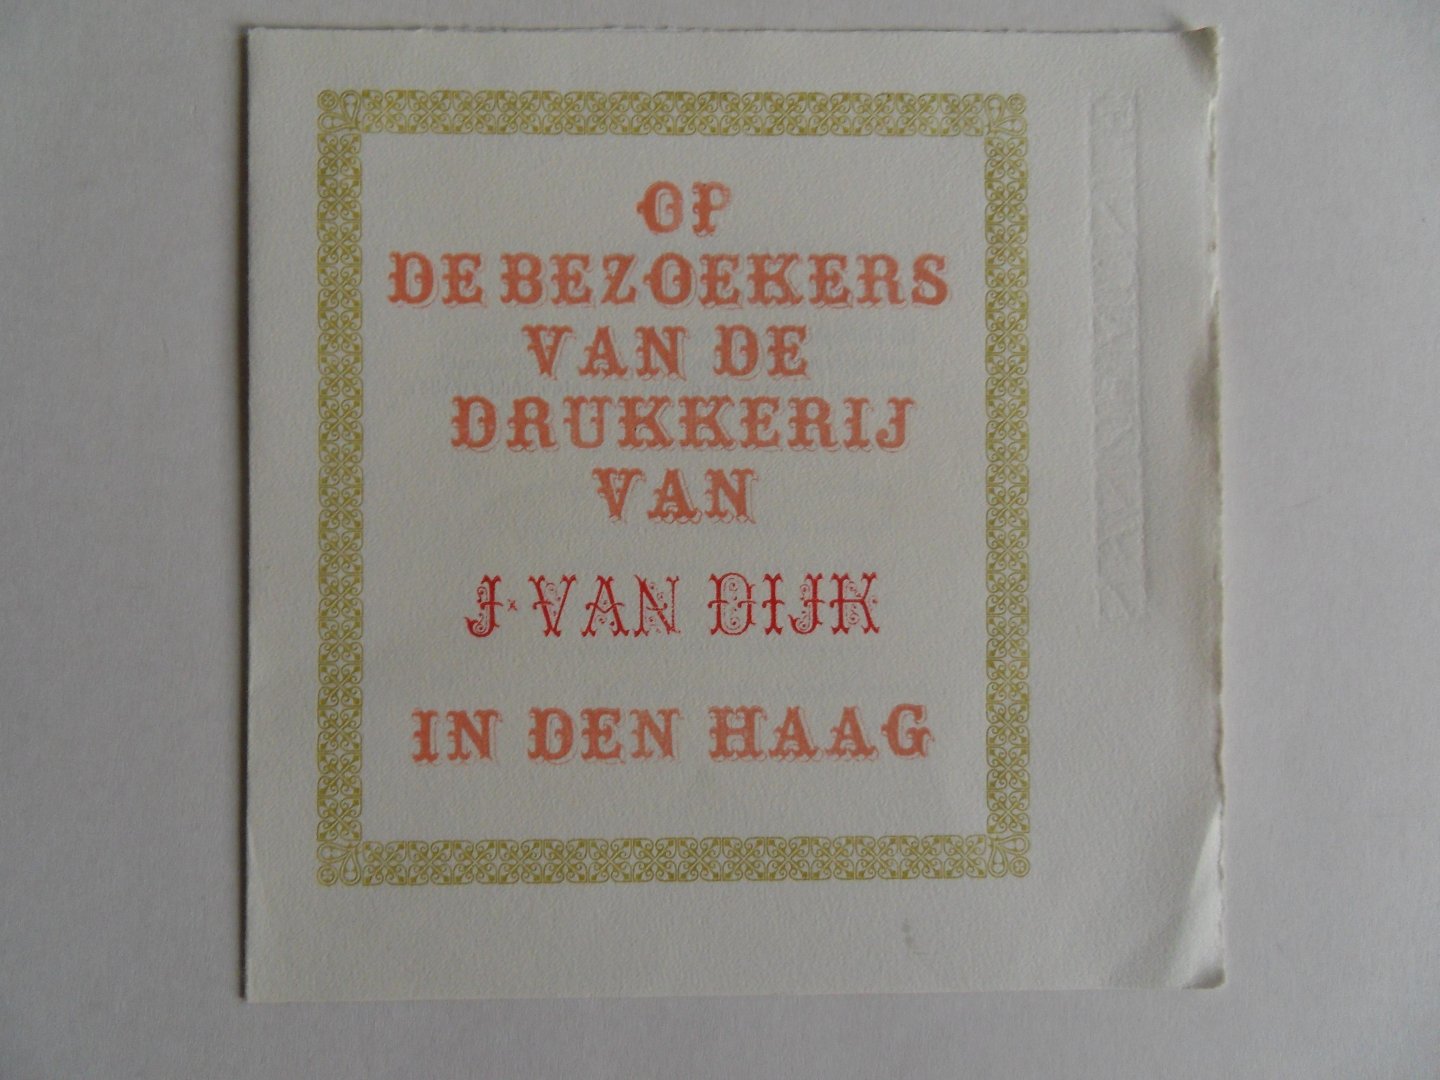 OP
DE BEZOEKERS
VAN DE
DRUKKERIJ
VAN
J. VAN DIJK
IN DEN HAAG